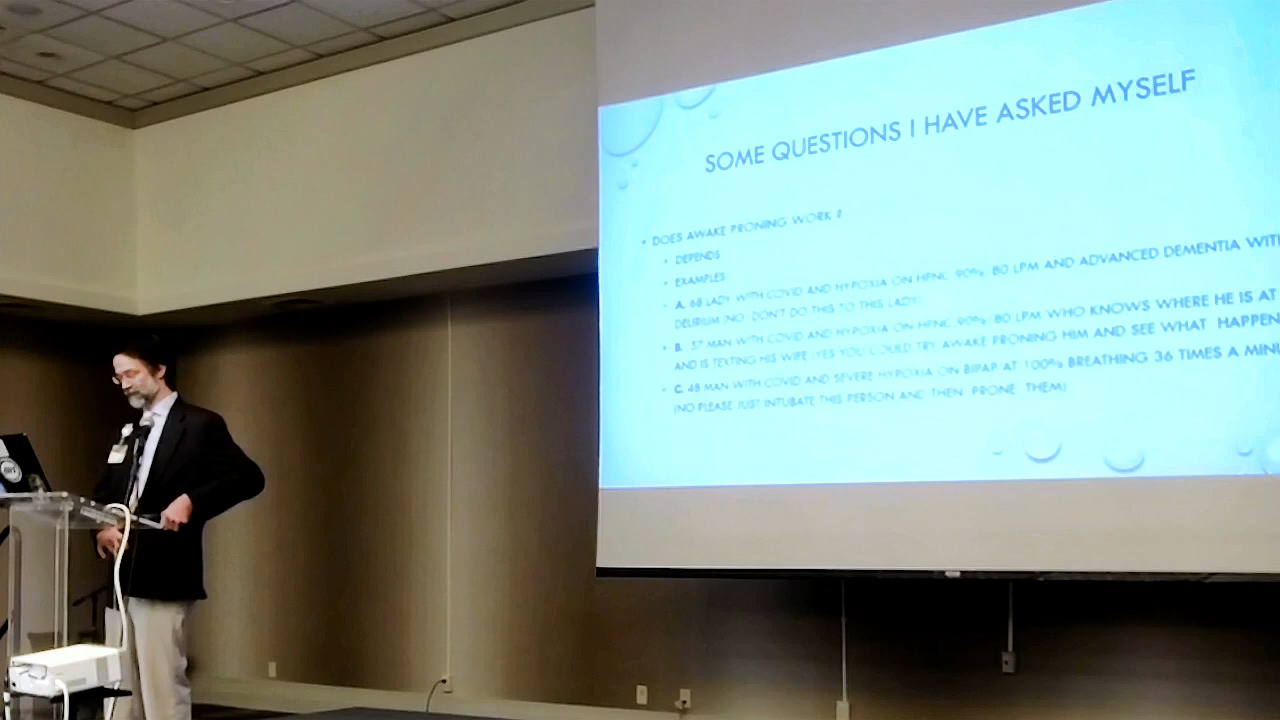 SOME QUESTIONS I HAVE ASKED MYSELF
• DOES AWAKE PRONING WORK ?
• DEPENDS
• EXAMPLES
• A. 68 LADY WITH COVID AND HYPOXIA ON HFNC 90% 80 LPM AND ADVANCED DEMENTIA WITH
DELIRIUM (NO DON'T DO THIS TO THIS LADY)
• B. 57 MAN WITH COVID AND HYPOXIA ON HFNC 90% 80 LPM WHO KNOWS WHERE HE IS AT
AND IS TEXTING HIS WIFE (YES YOU COULD TRY AWAKE PRONING HIM AND SEE WHAT HAPPEN
• C. 48 MAN WITH COVID AND SEVERE HYPOXIA ON BIPAP AT 100% BREATHING 36 TIMES A MINU
(NO PLEASE JUST INTUBATE THIS PERSON AND THEN PRONE THEM)